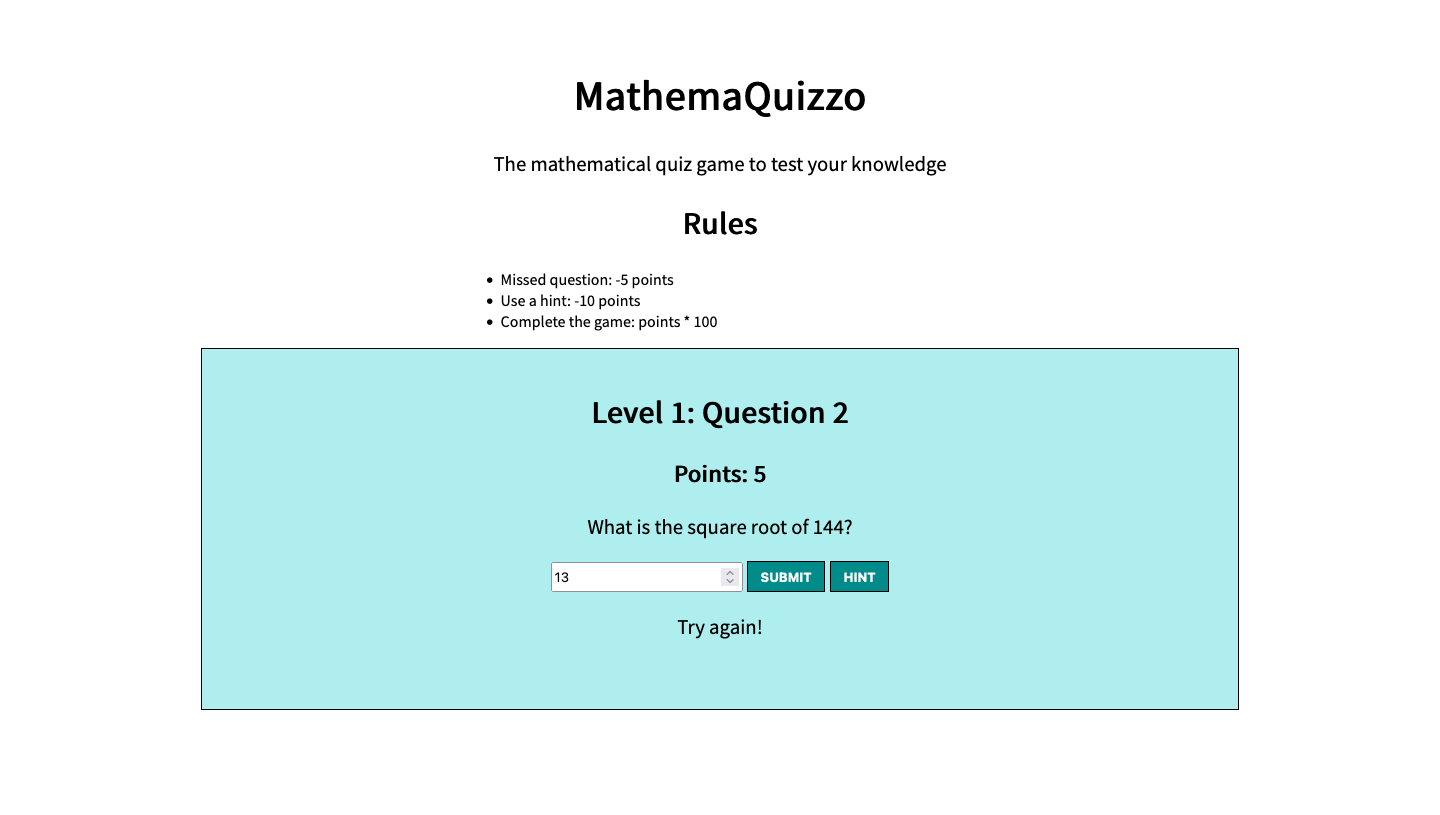 MathemaQuizzo
The mathematical quiz game to test your knowledge
Rules
• Missed question: -5 points
• Use a hint: -10 points
• Complete the game: points * 100
Level 1: Question 2
Points: 5
What is the square root of 144?
13 SUBMIT HINT
Try again!